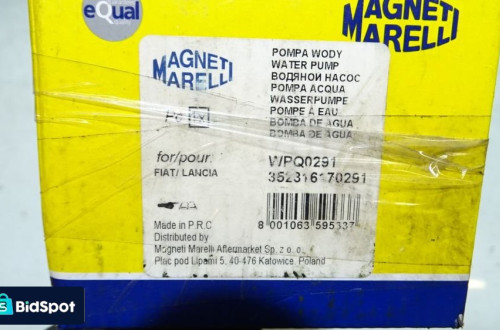 eQual
MAGNETI
MARELLI
MAGNETI
MARELLI
POMPA WODY
WATER PUMP
ВОДЯНОЙ НАСОС
POMPA ACQUA
WASSERPUMPE
POMPE À EAU
BOMBA DE AGUA
BOMBA DE AGUA
1x
for/pour:
FIAT/ LANCIA
WPQ0291
352316170291
8 001063 595337
Made in P.R.C
Distributed by
Magneti Marelli Aftermarket Sp. z o.o.
Plac pod Lipami 5, 40-476 Katowice, Poland
BidSpot